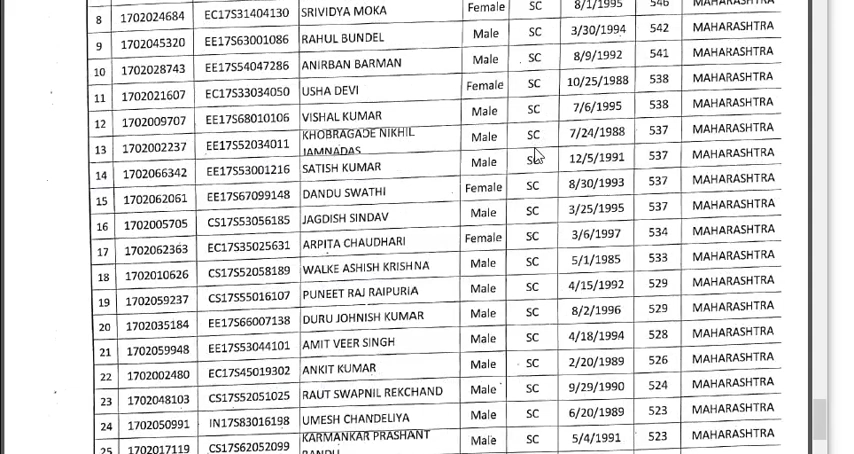 8 1702024684 EC17S31404130 SRIVIDYA MOKA Female SC 8/1/1995 546 MAHARASHTRA
9 1702045320 EE17S63001086 RAHUL BUNDEL Male SC 3/30/1994 542 MAHARASHTRA
10 1702028743 EE17S54047286 ANIRBAN BARMAN Male SC 8/9/1992 541 MAHARASHTRA
11 1702021607 EC17S33034050 USHA DEVI Female SC 10/25/1988 538 MAHARASHTRA
12 1702009707 EE17S68010106 VISHAL KUMAR Male SC 7/6/1995 538 MAHARASHTRA
13 1702002237 EE17S52034011 KHOBRAGADE NIKHIL JAMNADAS Male SC 7/24/1988 537 MAHARASHTRA
14 1702066342 EE17S53001216 SATISH KUMAR Male SC 12/5/1991 537 MAHARASHTRA
15 1702062061 EE17S67099148 DANDU SWATHI Female SC 8/30/1993 537 MAHARASHTRA
16 1702005705 CS17S53056185 JAGDISH SINDAV Male SC 3/25/1995 537 MAHARASHTRA
17 1702062363 EC17S35025631 ARPITA CHAUDHARI Female SC 3/6/1997 534 MAHARASHTRA
18 1702010626 CS17S52058189 WALKE ASHISH KRISHNA Male SC 5/1/1985 533 MAHARASHTRA
19 1702059237 CS17S55016107 PUNEET RAJ RAIPURIA Male SC 4/15/1992 529 MAHARASHTRA
20 1702035184 EE17S66007138 DURU JOHNISH KUMAR Male SC 8/2/1996 529 MAHARASHTRA
21 1702059948 EE17S53044101 AMIT VEER SINGH Male SC 4/18/1994 528 MAHARASHTRA
22 1702002480 EC17S45019302 ANKIT KUMAR Male SC 2/20/1989 526 MAHARASHTRA
23 1702048103 CS17S52051025 RAUT SWAPNIL REKCHAND Male SC 9/29/1990 524 MAHARASHTRA
24 1702050991 IN17S83016198 UMESH CHANDELIYA Male SC 6/20/1989 523 MAHARASHTRA
25 1702017119 CS17S62052099 KARMANKAR PRASHANT BANDU Male SC 5/4/1991 523 MAHARASHTRA